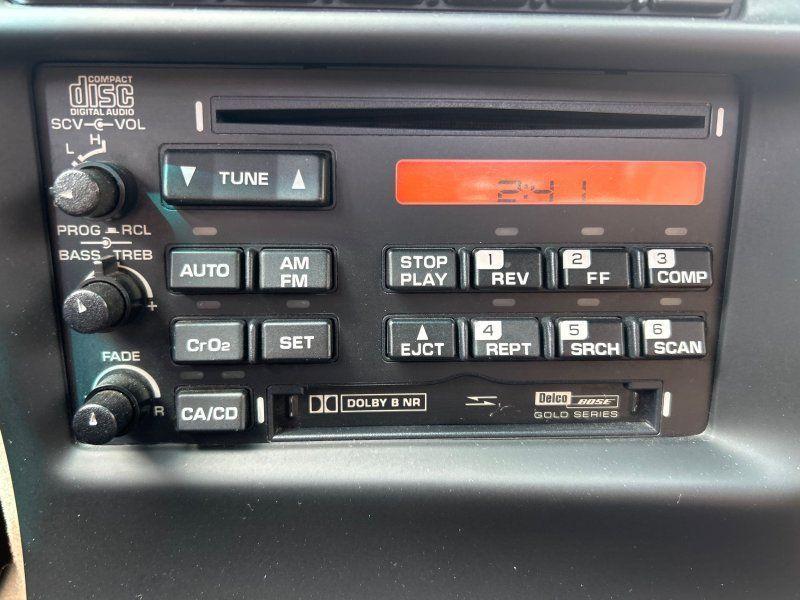 COMPACT
disc
DIGITAL AUDIO
SCV VOL
L H
TUNE
2:41
PROG RCL
BASS TREB
+
AUTO AM FM
STOP PLAY 1 REV 2 FF 3 COMP
CrO2 SET
EJCT 4 REPT 5 SRCH 6 SCAN
FADE
R
CA/CD
DOLBY B NR
Delco BOSE
GOLD SERIES